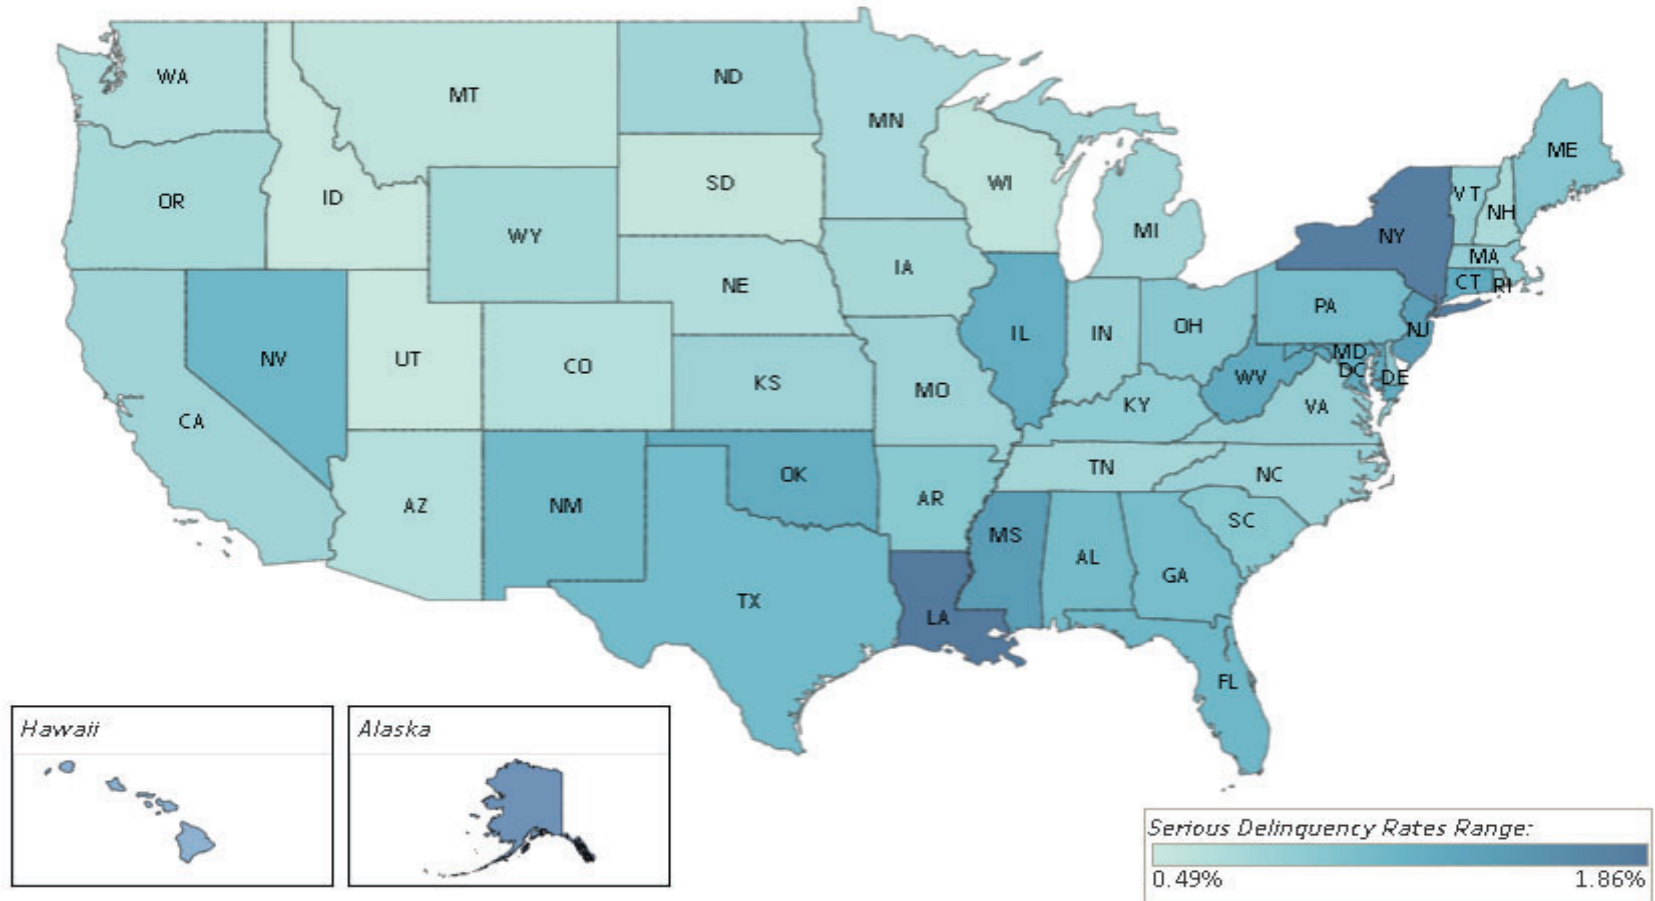 WA
MT
ND
MN
ME
OR
ID
SD
WI
VT
NH
WY
MI
NY
MA
IA
NE
CT
RI
PA
NV
UT
CO
IL
IN
OH
NJ
KS
MO
WV
MD
DC
DE
CA
KY
VA
TN
NC
OK
AZ
NM
AR
SC
MS
AL
GA
TX
LA
FL
Hawaii
Alaska
Serious Delinquency Rates Range:
0.49%
1.86%